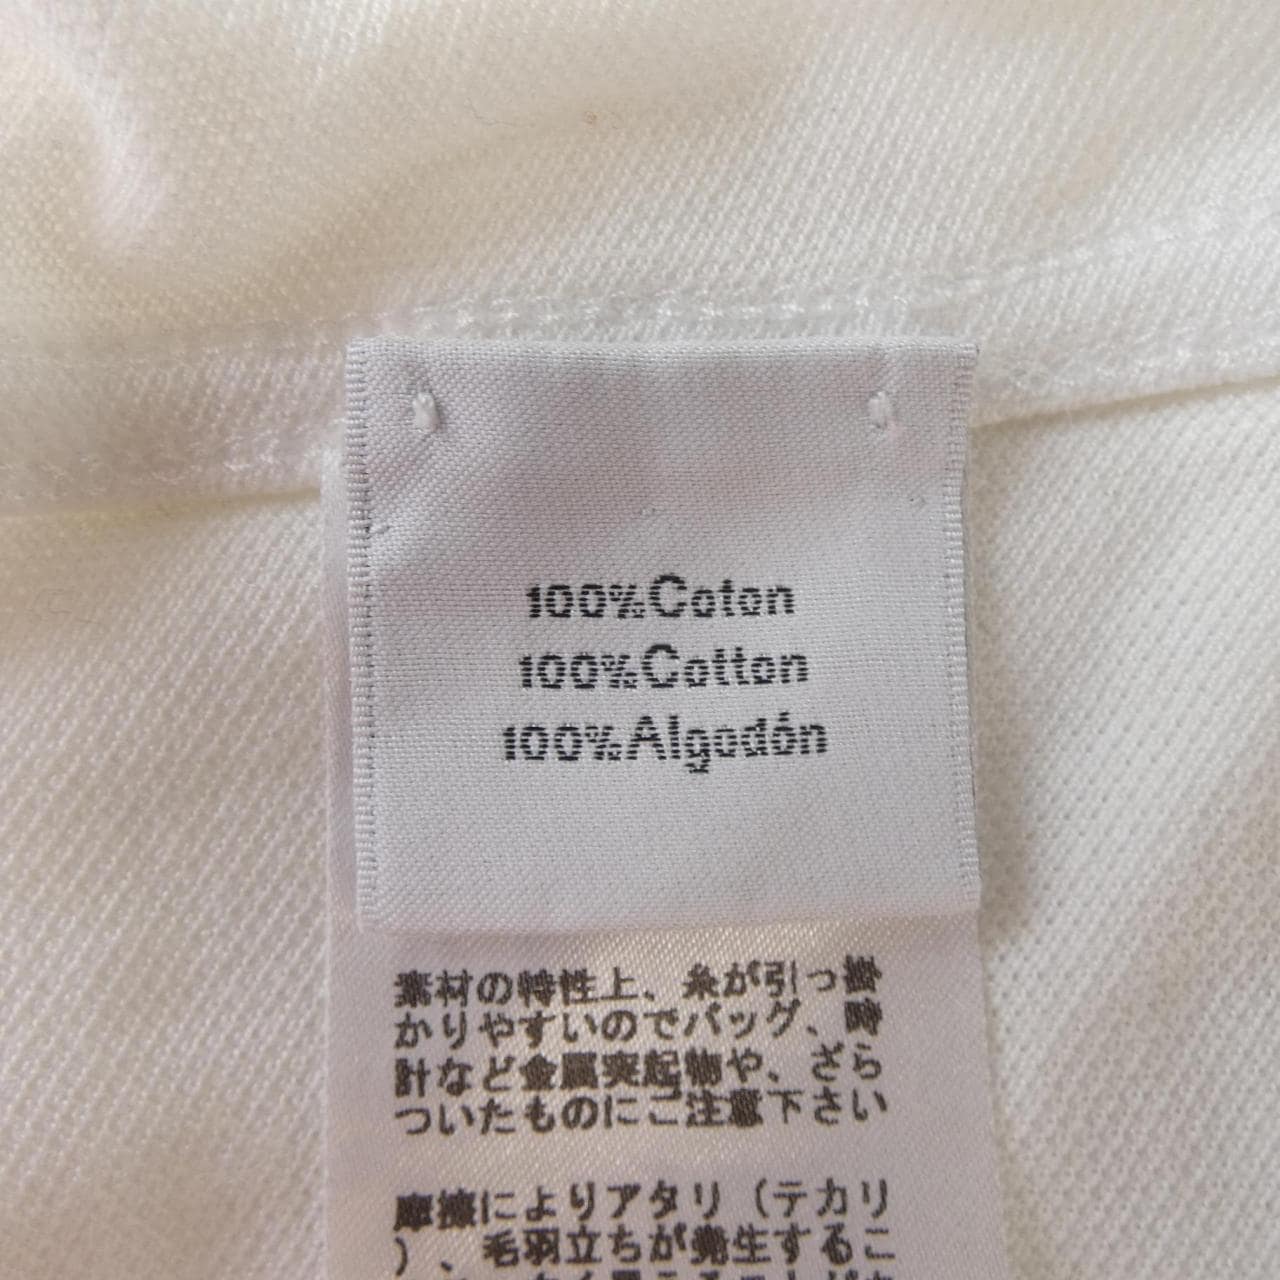 100%Coton
100%Cotton
100%Algodón
素材の特性上、糸が引っ掛
かりやすいのでバッグ、時
計など金属突起物や、ざら
ついたものにご注意下さい
摩擦によりアタリ（テカリ
）、毛羽立ちが発生するこ